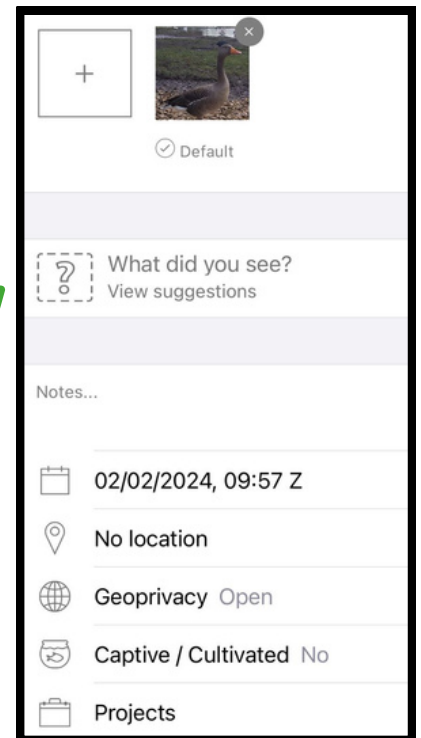 Default
What did you see?
View suggestions
Notes...
02/02/2024, 09:57 Z
No location
Geoprivacy Open
Captive / Cultivated No
Projects